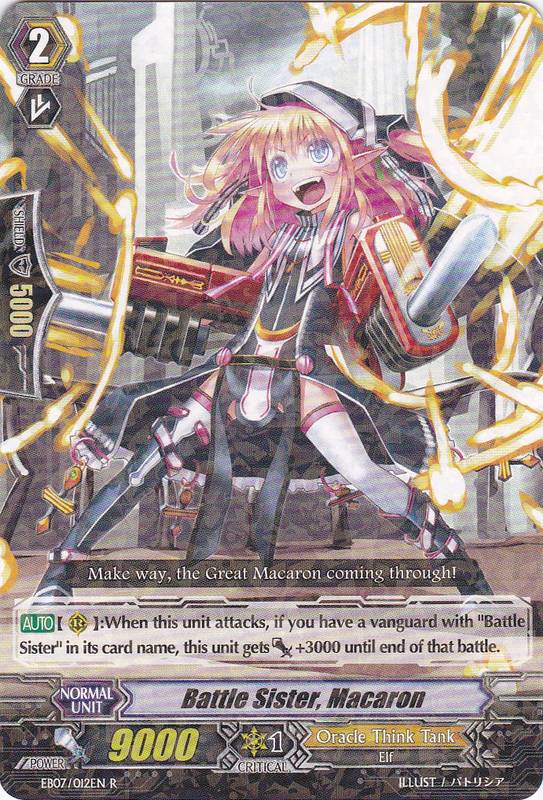 2
GRADE
SHIELD
5000
Make way, the Great Macaron coming through!
AUTO【 R 】:When this unit attacks, if you have a vanguard with "Battle
Sister" in its card name, this unit gets +3000 until end of that battle.
NORMAL
UNIT
Battle Sister, Macaron
POWER
9000
1
CRITICAL
Oracle Think Tank
Elf
EB07/012EN R
ILLUST / パトリシア